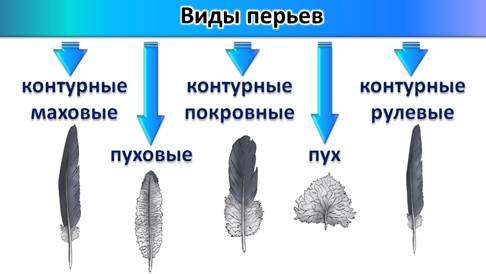 Виды перьев
контурные
маховые
пуховые
контурные
покровные
пух
контурные
рулевые